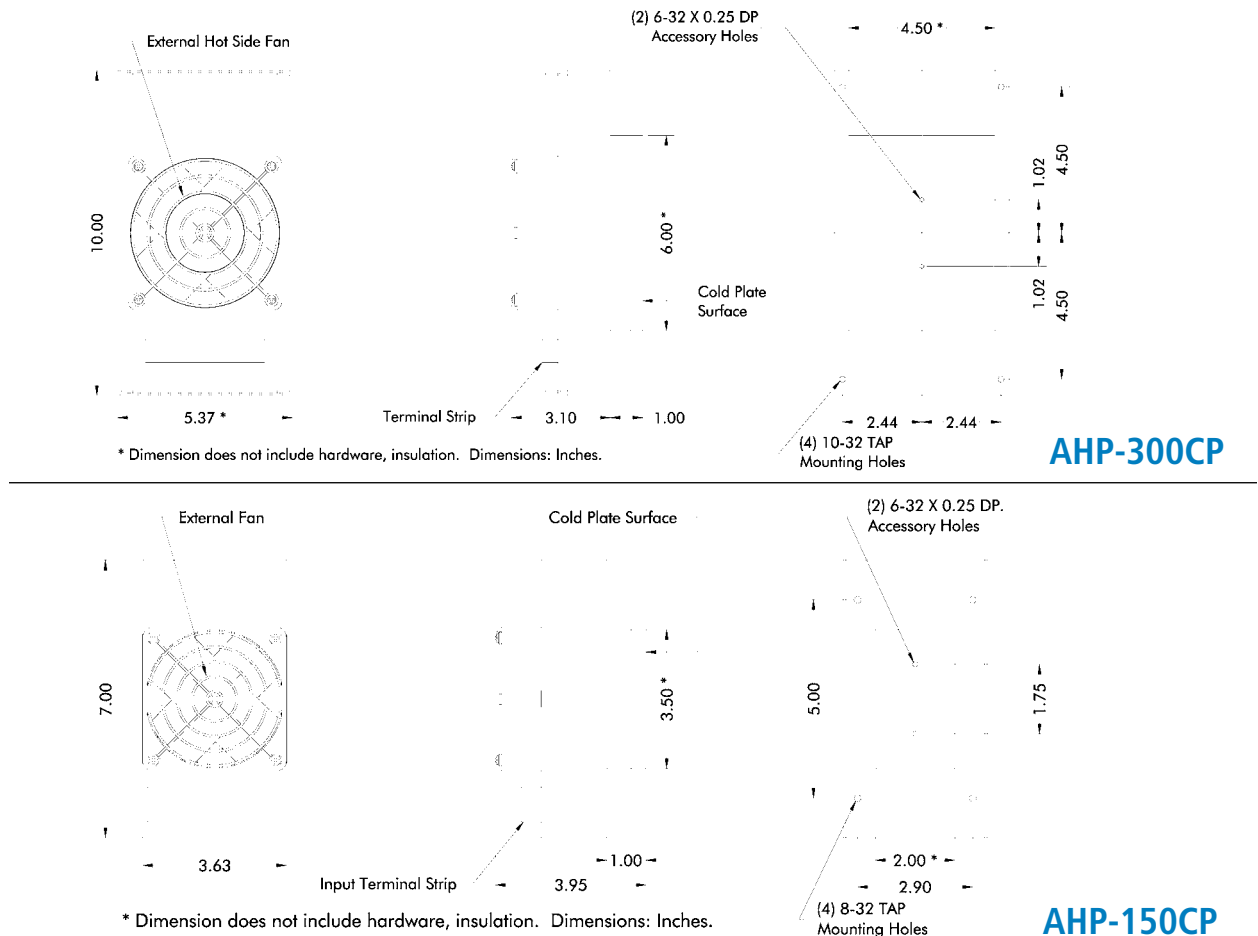 (2) 6-32 X 0.25 DP
Accessory Holes
4.50 *
External Hot Side Fan
10.00
6.00 *
1.02
4.50
1.02
4.50
Cold Plate
Surface
5.37 *
Terminal Strip
3.10
1.00
2.44
2.44
(4) 10-32 TAP
Mounting Holes
* Dimension does not include hardware, insulation. Dimensions: Inches.
AHP-300CP
External Fan
Cold Plate Surface
(2) 6-32 X 0.25 DP.
Accessory Holes
7.00
3.50 *
5.00
1.75
3.63
Input Terminal Strip
1.00
3.95
2.00 *
2.90
(4) 8-32 TAP
Mounting Holes
* Dimension does not include hardware, insulation. Dimensions: Inches.
AHP-150CP